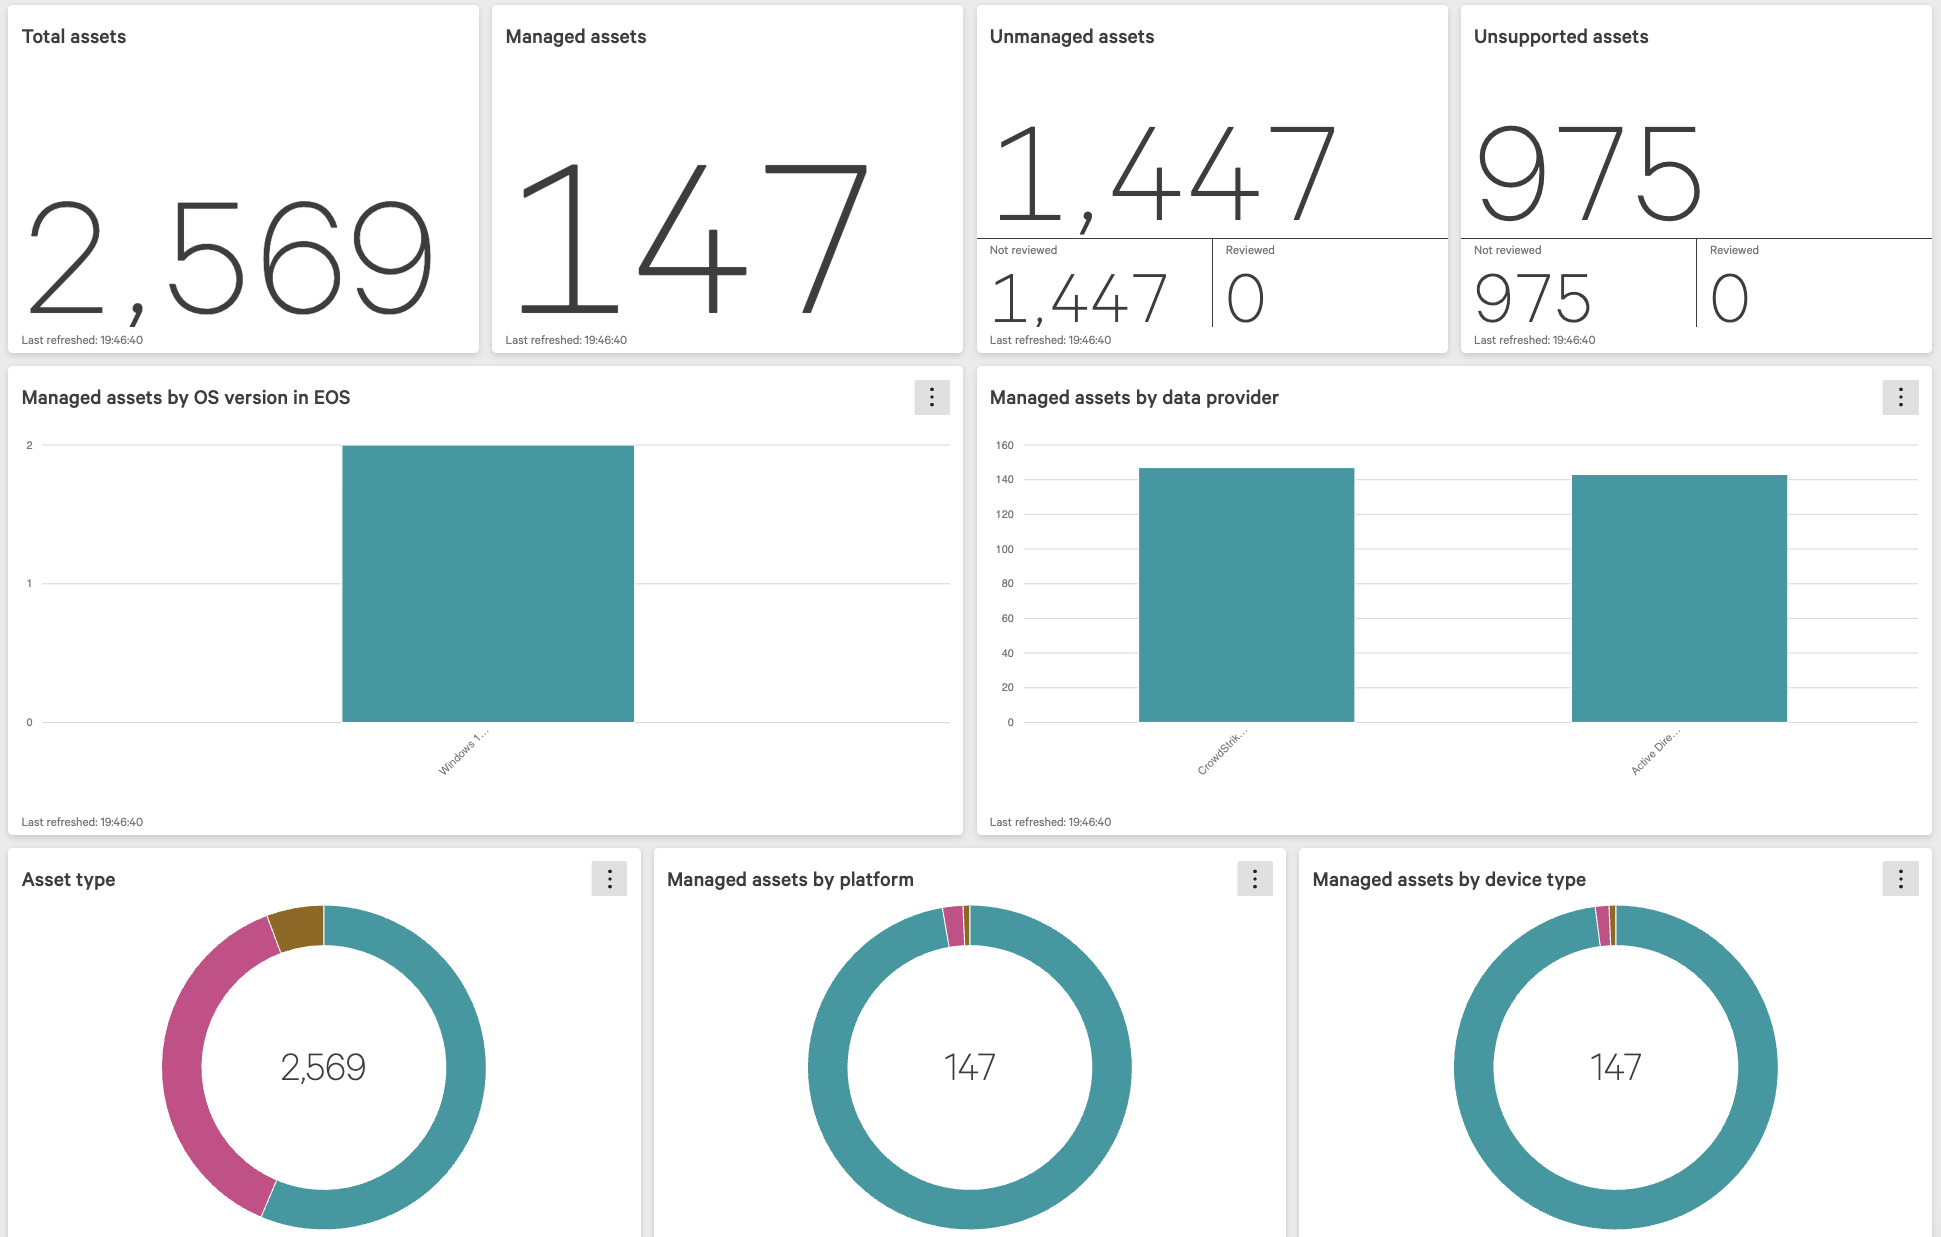 Total assets
2,569
Last refreshed: 19:46:40
Managed assets
147
Last refreshed: 19:46:40
Unmanaged assets
1,447
Not reviewed
1,447
Reviewed
0
Last refreshed: 19:46:40
Unsupported assets
975
Not reviewed
975
Reviewed
0
Last refreshed: 19:46:40
Managed assets by OS version in EOS
2
1
0
Windows 1...
Last refreshed: 19:46:40
Managed assets by data provider
160
140
120
100
80
60
40
20
0
CrowdStrik...
Active Dire...
Last refreshed: 19:46:40
Asset type
2,569
Managed assets by platform
147
Managed assets by device type
147